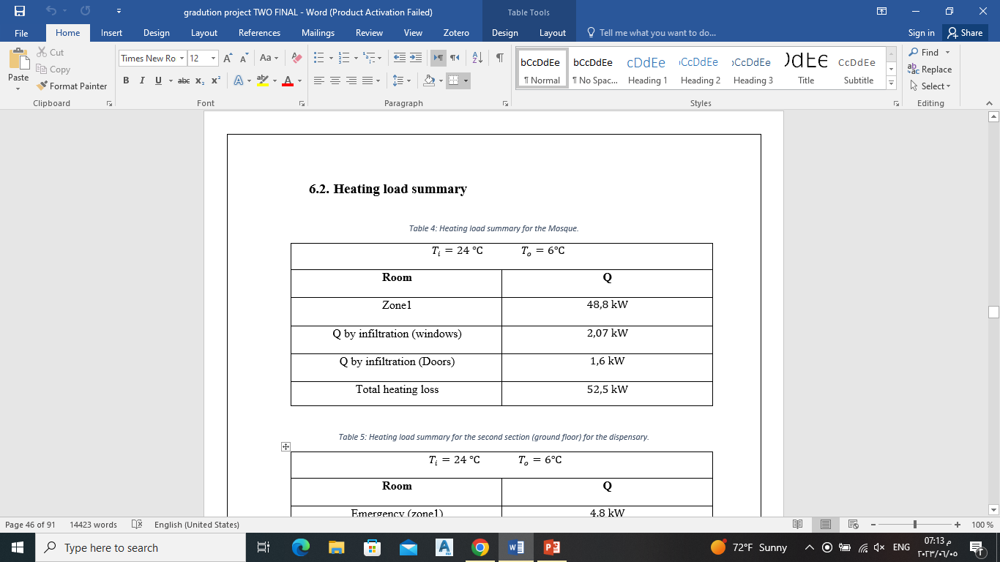 gradution project TWO FINAL - Word (Product Activation Failed)
Table Tools
File Home Insert Design Layout References Mailings Review View Zotero Design Layout Tell me what you want to do... Sign in Share
Paste
Cut
Copy
Format Painter
Clipboard
Times New Ro 12
Font
Paragraph
bCcDdEe bCcDdEe cDdEe CcDdEe CcDdEe CcDdEe
¶ Normal ¶ No Spac... Heading 1 Heading 2 Heading 3 Title Subtitle
Styles
Find
Replace
Select
Editing
6.2. Heating load summary
Table 4: Heating load summary for the Mosque.
Tᵢ = 24 °C Tₒ = 6°C
Room Q
Zone1 48,8 kW
Q by infiltration (windows) 2,07 kW
Q by infiltration (Doors) 1,6 kW
Total heating loss 52,5 kW
Table 5: Heating load summary for the second section (ground floor) for the dispensary.
Tᵢ = 24 °C Tₒ = 6°C
Room Q
Emergency (zone1) 4.8 kW
Page 46 of 91 14423 words English (United States) 100 %
Type here to search
72°F Sunny
ENG
07:13 م
٢٠٢٣/٠٦/٠٥